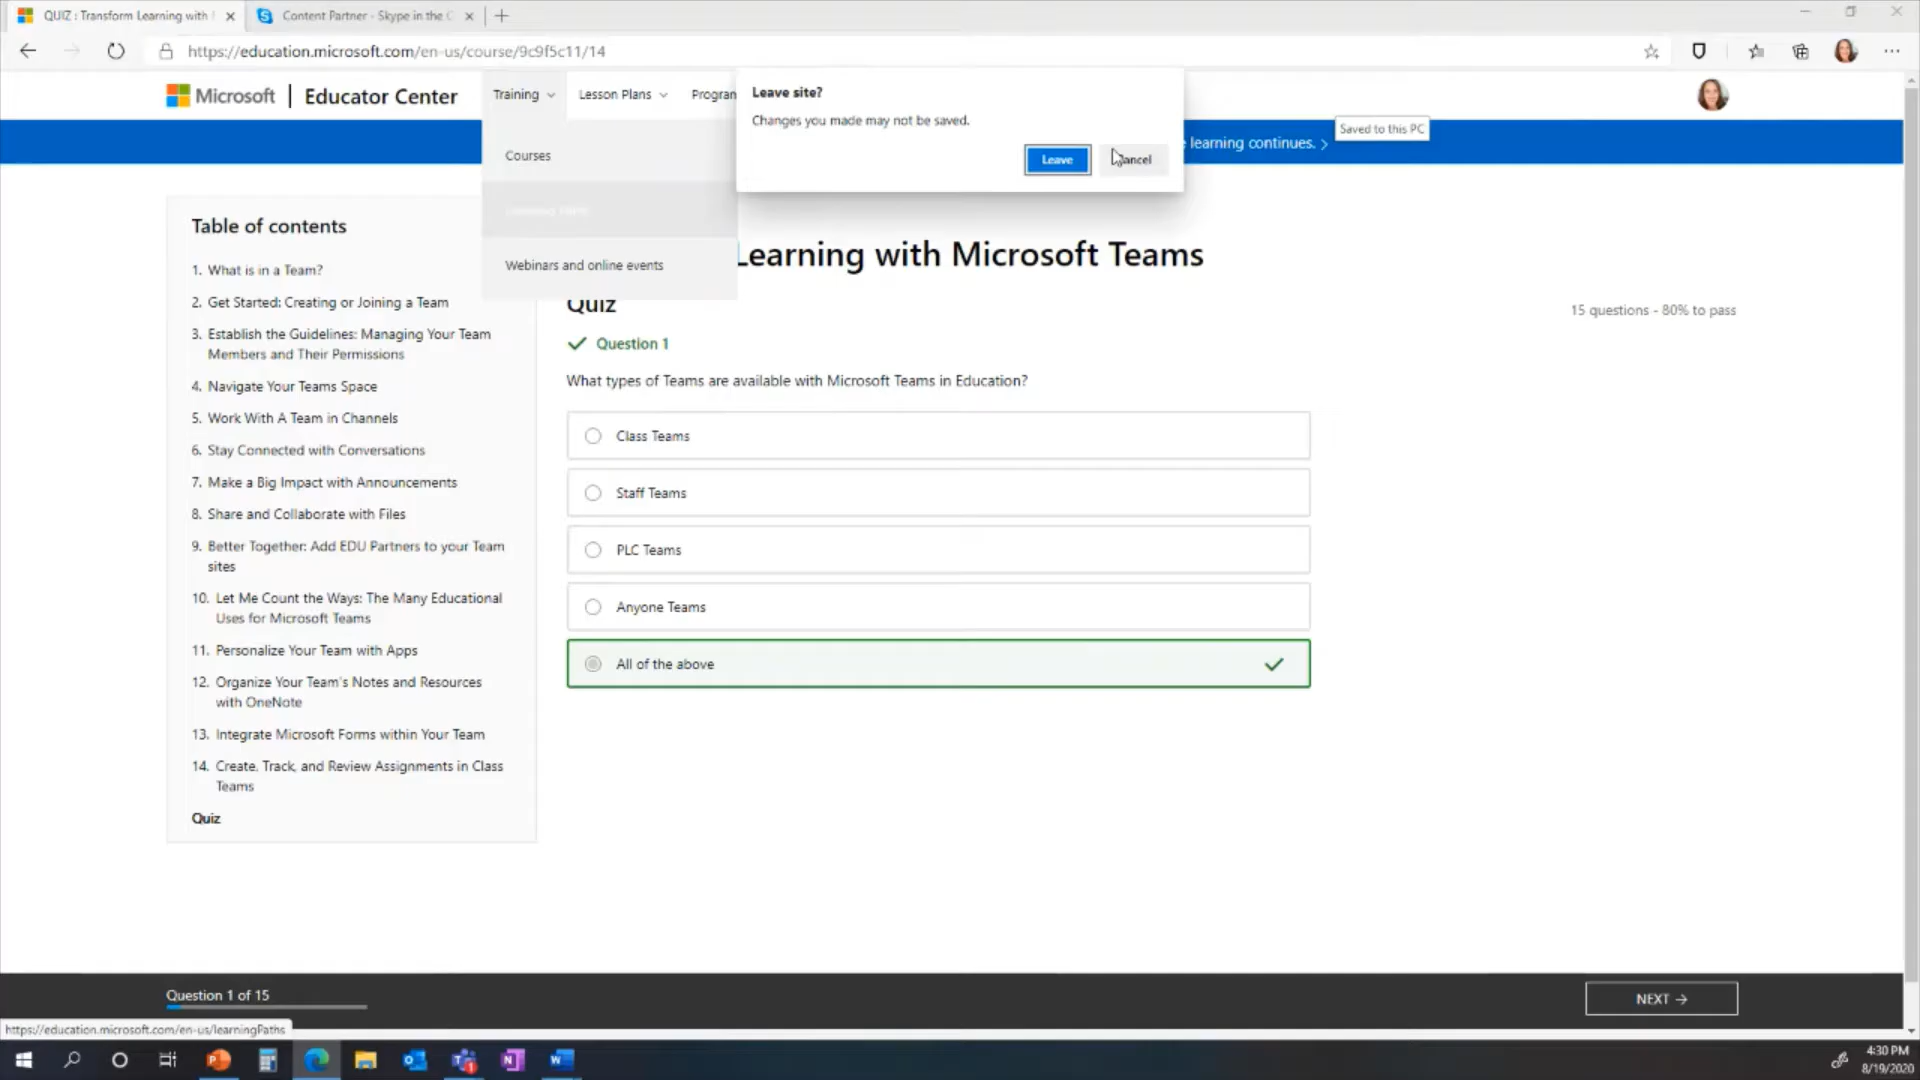 QUIZ : Transform Learning with
Content Partner - Skype in the
https://education.microsoft.com/en-us/course/9c9f5c11/14
Microsoft | Educator Center
Training
Lesson Plans
Program
Leave site?
Changes you made may not be saved.
Leave
Cancel
learning continues.
Saved to this PC
Courses
Learning Paths
Webinars and online events
Table of contents
1. What is in a Team?
2. Get Started: Creating or Joining a Team
3. Establish the Guidelines: Managing Your Team
Members and Their Permissions
4. Navigate Your Teams Space
5. Work With A Team in Channels
6. Stay Connected with Conversations
7. Make a Big Impact with Announcements
8. Share and Collaborate with Files
9. Better Together: Add EDU Partners to your Team
sites
10. Let Me Count the Ways: The Many Educational
Uses for Microsoft Teams
11. Personalize Your Team with Apps
12. Organize Your Team's Notes and Resources
with OneNote
13. Integrate Microsoft Forms within Your Team
14. Create, Track, and Review Assignments in Class
Teams
Quiz
Learning with Microsoft Teams
Quiz
15 questions - 80% to pass
Question 1
What types of Teams are available with Microsoft Teams in Education?
Class Teams
Staff Teams
PLC Teams
Anyone Teams
All of the above
Question 1 of 15
NEXT →
https://education.microsoft.com/en-us/learningPaths
4:30 PM
8/19/2020